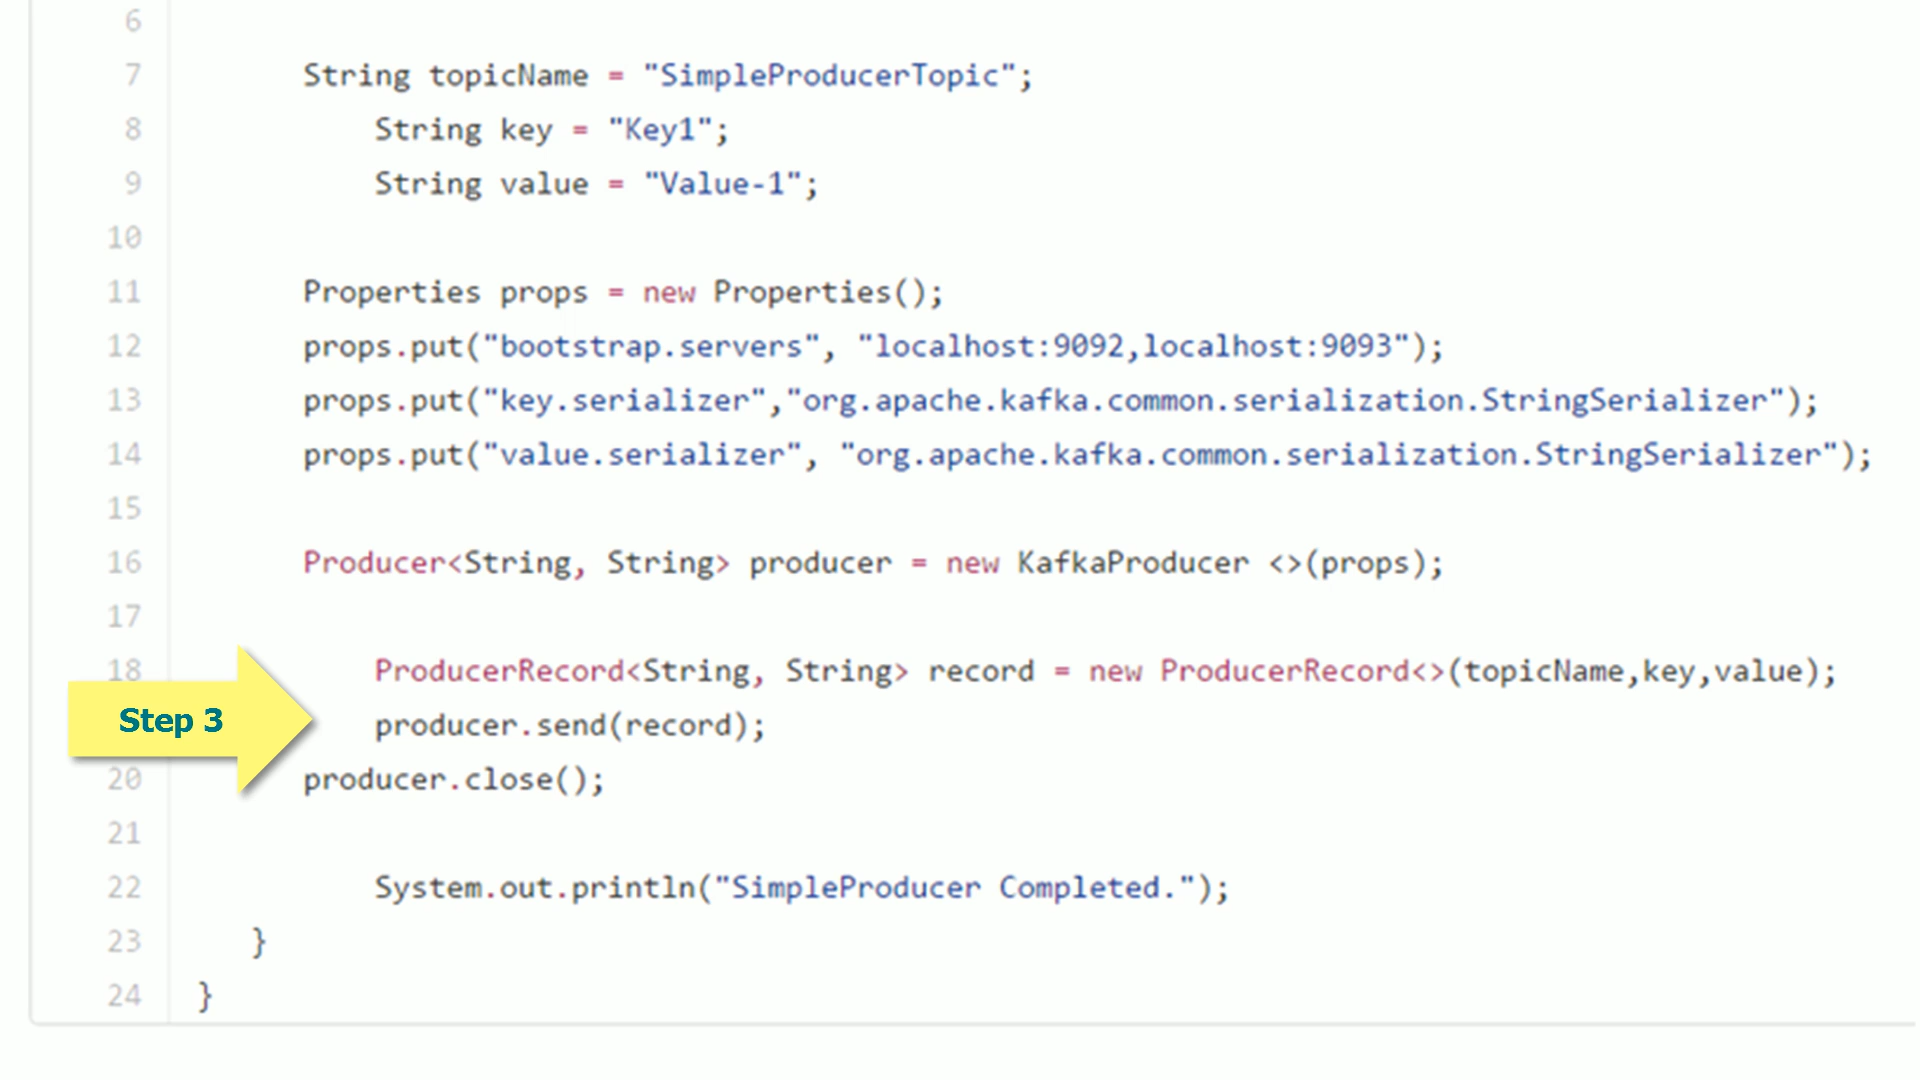 6
7 String topicName = "SimpleProducerTopic";
8 String key = "Key1";
9 String value = "Value-1";
10
11 Properties props = new Properties();
12 props.put("bootstrap.servers", "localhost:9092,localhost:9093");
13 props.put("key.serializer","org.apache.kafka.common.serialization.StringSerializer");
14 props.put("value.serializer", "org.apache.kafka.common.serialization.StringSerializer");
15
16 Producer<String, String> producer = new KafkaProducer <>(props);
17
18 ProducerRecord<String, String> record = new ProducerRecord<>(topicName,key,value);
Step 3 producer.send(record);
20 producer.close();
21
22 System.out.println("SimpleProducer Completed.");
23 }
24 }